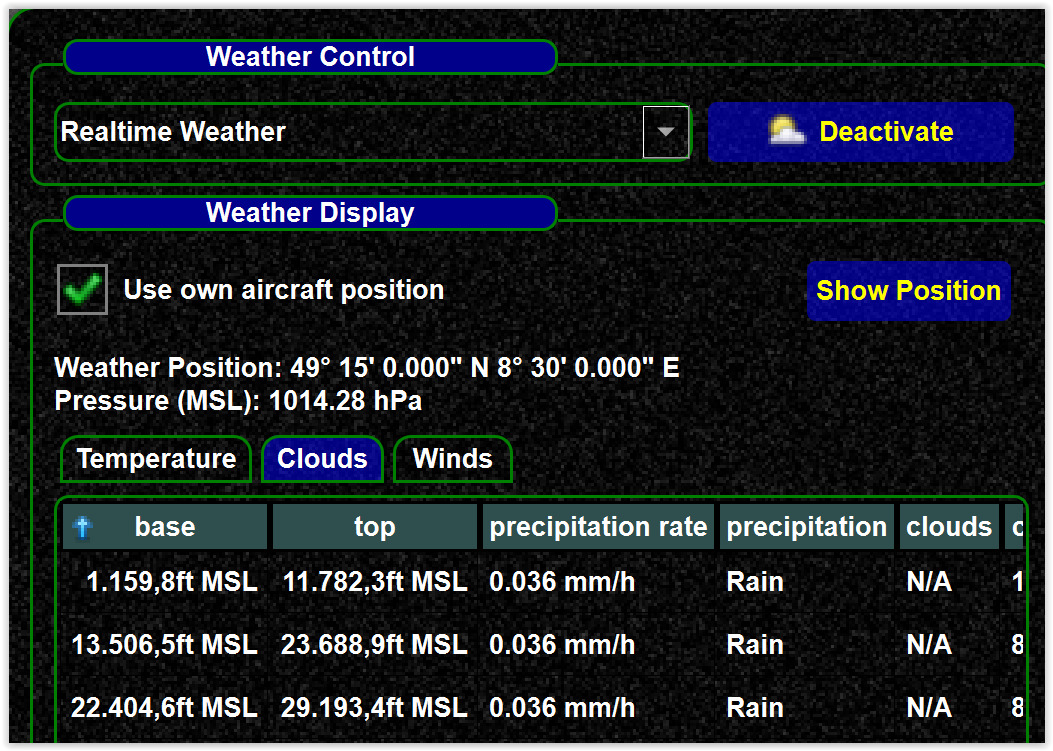 Weather Control
Realtime Weather Deactivate
Weather Display
Use own aircraft position Show Position
Weather Position: 49° 15' 0.000" N 8° 30' 0.000" E
Pressure (MSL): 1014.28 hPa
Temperature Clouds Winds
base top precipitation rate precipitation clouds
1.159,8ft MSL 11.782,3ft MSL 0.036 mm/h Rain N/A
13.506,5ft MSL 23.688,9ft MSL 0.036 mm/h Rain N/A
22.404,6ft MSL 29.193,4ft MSL 0.036 mm/h Rain N/A